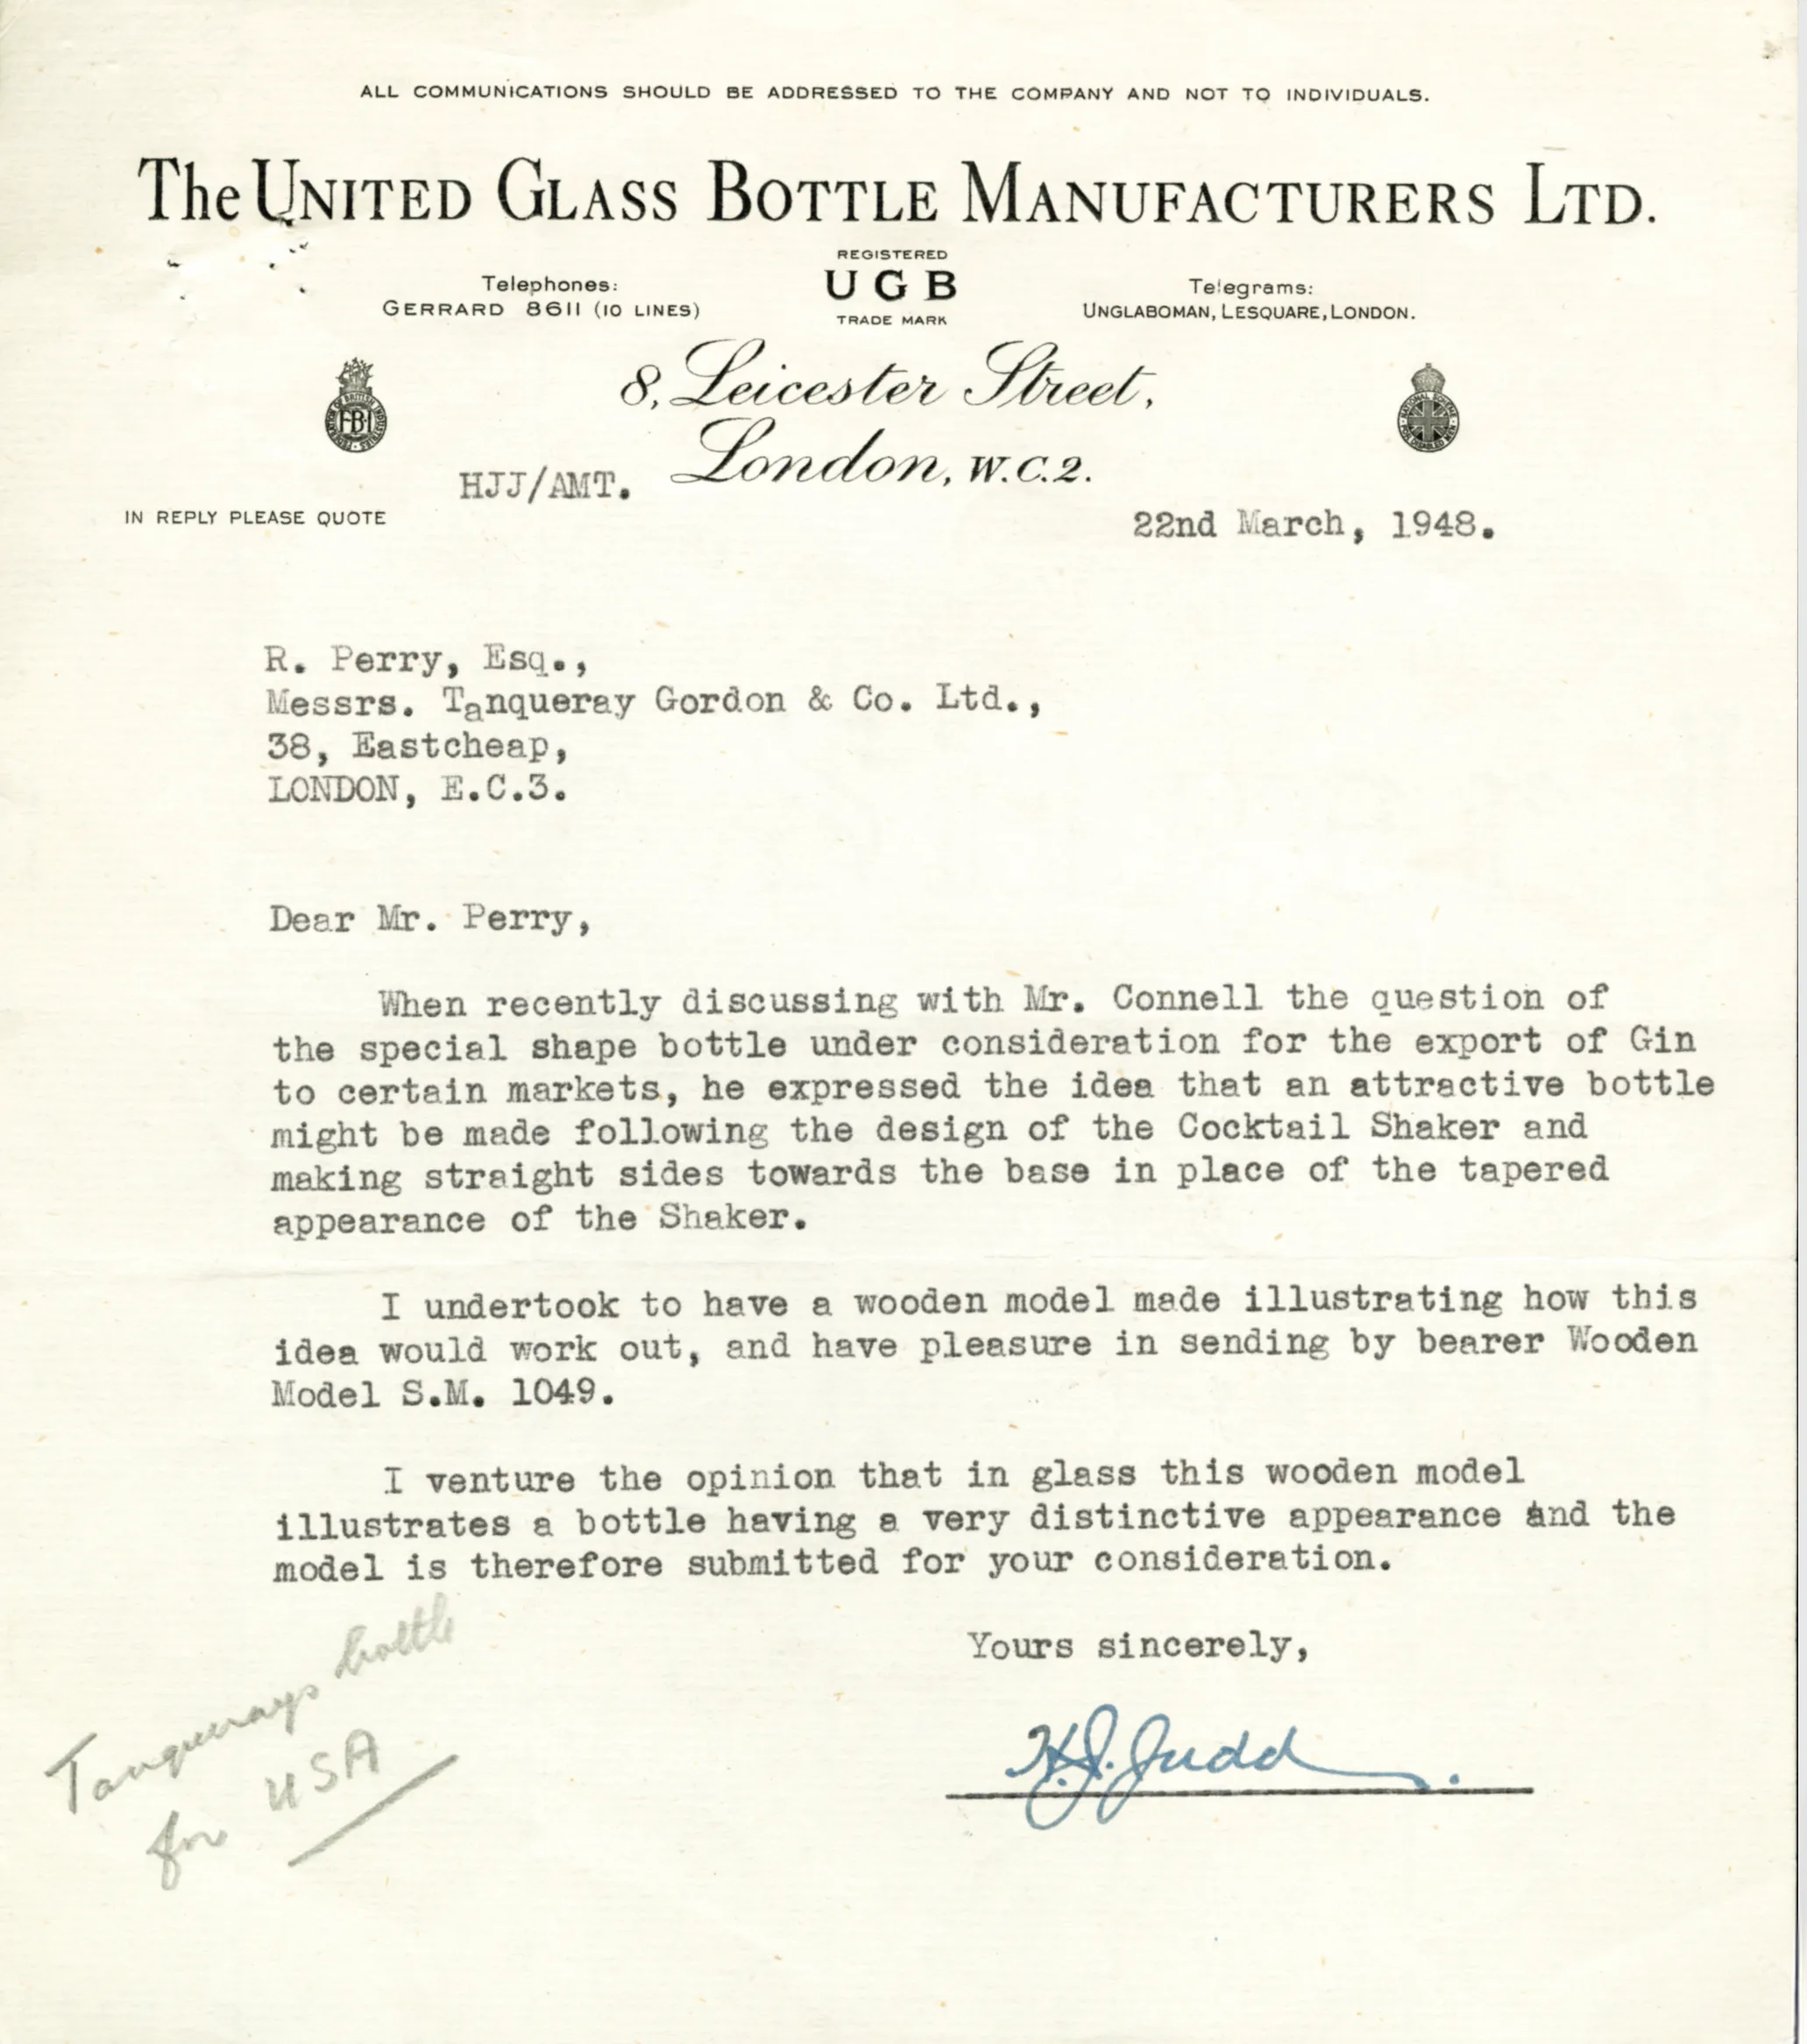 ALL COMMUNICATIONS SHOULD BE ADDRESSED TO THE COMPANY AND NOT TO INDIVIDUALS.
The UNITED GLASS BOTTLE MANUFACTURERS LTD.
Telephones:
GERRARD 8611 (10 LINES)
REGISTERED
UGB
TRADE MARK
Telegrams:
UNGLABOMAN, LESQUARE, LONDON.
FBI
8, Leicester Street,
London, W.C.2.
HJJ/AMT.
IN REPLY PLEASE QUOTE
22nd March, 1948.
R. Perry, Esq.,
Messrs. Tanqueray Gordon & Co. Ltd.,
38, Eastcheap,
LONDON, E.C.3.
Dear Mr. Perry,
When recently discussing with Mr. Connell the question of
the special shape bottle under consideration for the export of Gin
to certain markets, he expressed the idea that an attractive bottle
might be made following the design of the Cocktail Shaker and
making straight sides towards the base in place of the tapered
appearance of the Shaker.
I undertook to have a wooden model made illustrating how this
idea would work out, and have pleasure in sending by bearer Wooden
Model S.M. 1049.
I venture the opinion that in glass this wooden model
illustrates a bottle having a very distinctive appearance and the
model is therefore submitted for your consideration.
Yours sincerely,
H.J. Judd.
Tanquerays bottle
for USA